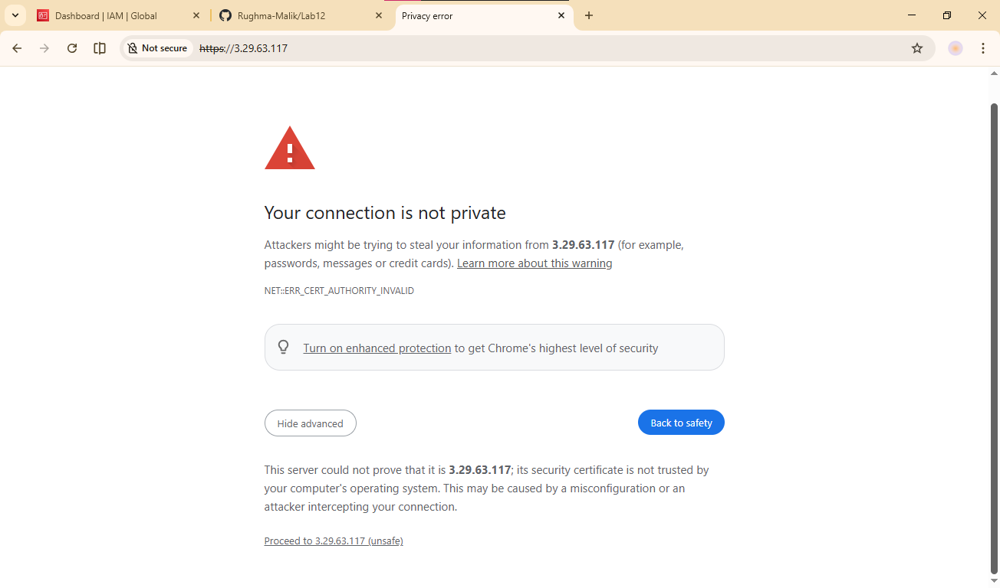 Dashboard | IAM | Global
Rughma-Malik/Lab12
Privacy error
Not secure
https://3.29.63.117
Your connection is not private
Attackers might be trying to steal your information from 3.29.63.117 (for example,
passwords, messages or credit cards). Learn more about this warning
NET::ERR_CERT_AUTHORITY_INVALID
Turn on enhanced protection to get Chrome's highest level of security
Hide advanced
Back to safety
This server could not prove that it is 3.29.63.117; its security certificate is not trusted by
your computer's operating system. This may be caused by a misconfiguration or an
attacker intercepting your connection.
Proceed to 3.29.63.117 (unsafe)